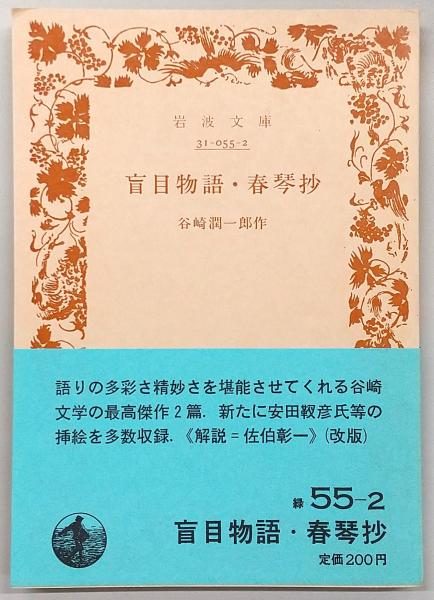 岩波文庫
31-055-2
盲目物語・春琴抄
谷崎潤一郎作
語りの多彩さ精妙さを堪能させてくれる谷崎
文学の最高傑作2篇．新たに安田靫彦氏等の
挿絵を多数収録．《解説＝佐伯彰一》(改版)
緑 55-2
盲目物語・春琴抄
定価200円